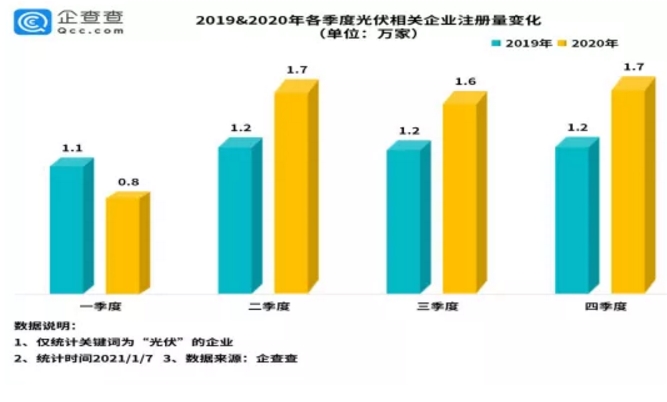 企查查
Qcc.com
2019&2020年各季度光伏相关企业注册量变化
（单位：万家）
2019年 2020年
1.1 0.8 1.2 1.7 1.2 1.6 1.2 1.7
一季度 二季度 三季度 四季度
数据说明：
1、仅统计关键词为“光伏”的企业
2、统计时间2021/1/7 3、数据来源：企查查